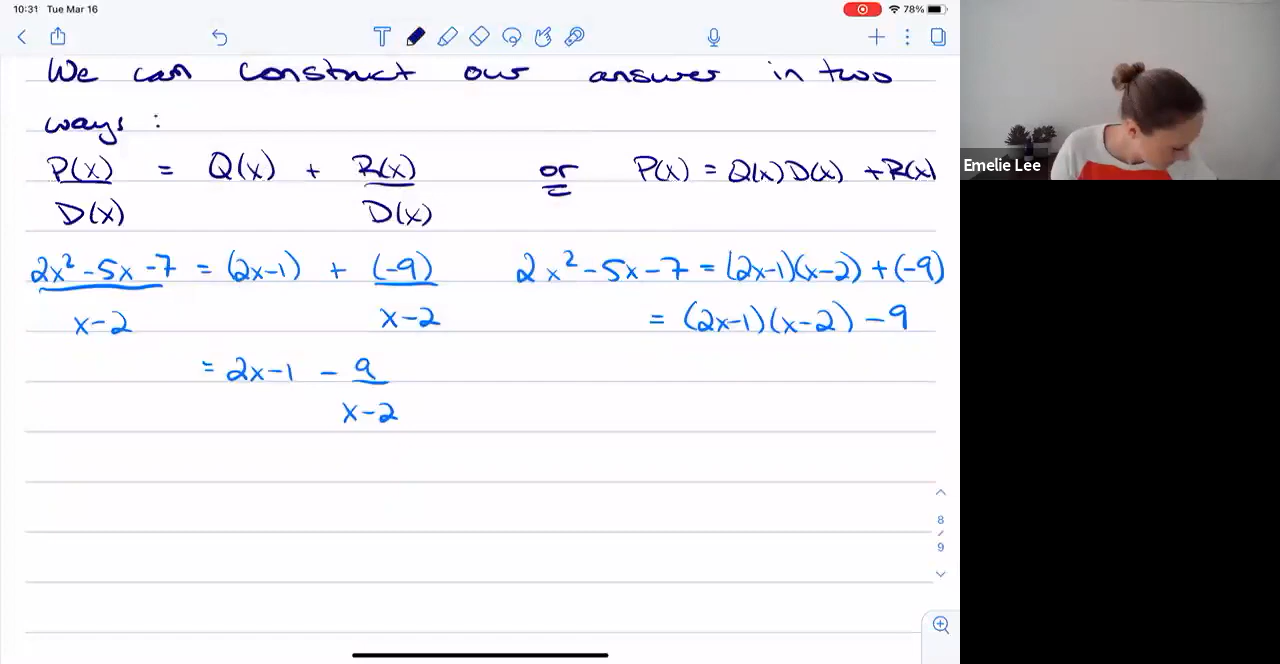 10:31 Tue Mar 16
78%
Emelie Lee
We can construct our answer in two
ways :
P(x) = Q(x) + R(x) or P(x) = Q(x)D(x) + R(x)
D(x) D(x)
2x² - 5x - 7 = (2x-1) + (-9) 2x² - 5x - 7 = (2x-1)(x-2) + (-9)
x-2 x-2 = (2x-1)(x-2) - 9
= 2x-1 - 9
x-2
8
9